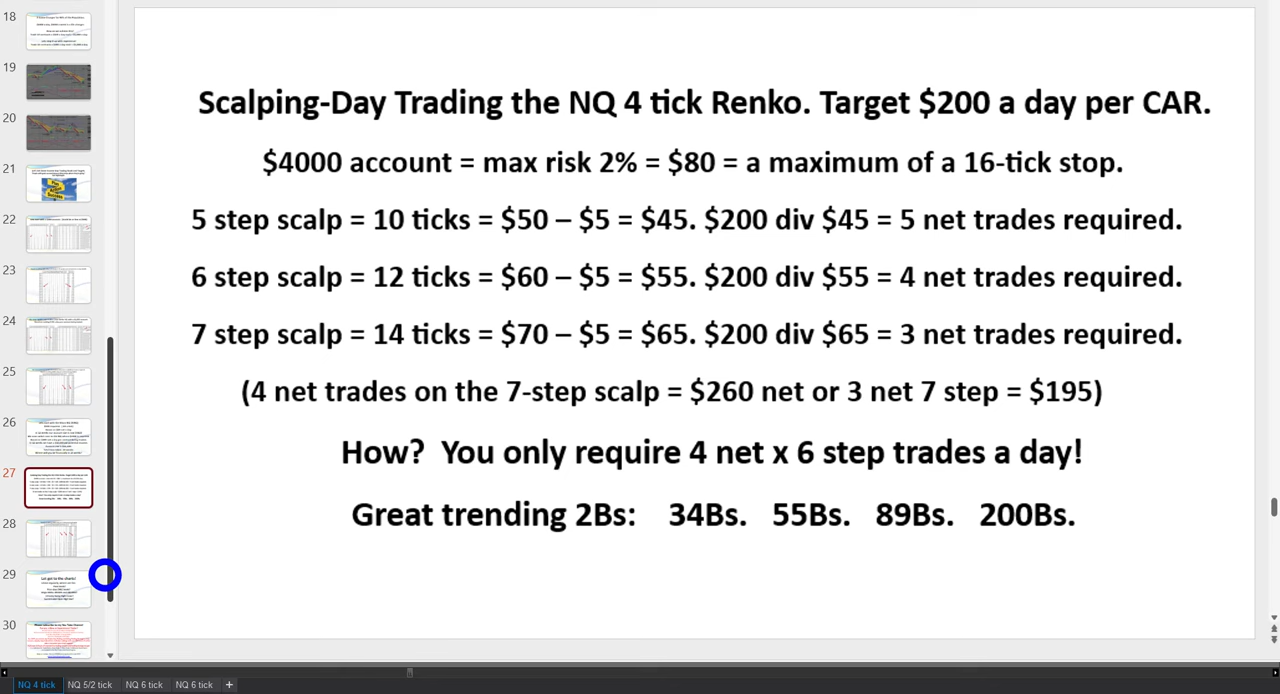 18
19
20
21
22
23
24
25
26
27
28
29
30
Scalping-Day Trading the NQ 4 tick Renko. Target $200 a day per CAR.
$4000 account = max risk 2% = $80 = a maximum of a 16-tick stop.
5 step scalp = 10 ticks = $50 – $5 = $45. $200 div $45 = 5 net trades required.
6 step scalp = 12 ticks = $60 – $5 = $55. $200 div $55 = 4 net trades required.
7 step scalp = 14 ticks = $70 – $5 = $65. $200 div $65 = 3 net trades required.
(4 net trades on the 7-step scalp = $260 net or 3 net 7 step = $195)
How? You only require 4 net x 6 step trades a day!
Great trending 2Bs: 34Bs. 55Bs. 89Bs. 200Bs.
NQ 4 tick NQ 5/2 tick NQ 6 tick NQ 6 tick +